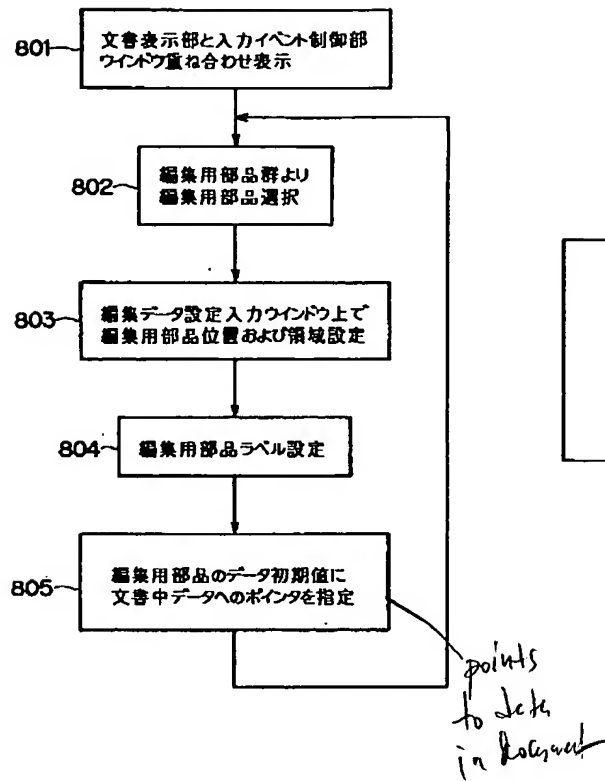 801
文書表示部と入力イベント制御部
ウインドウ重ね合わせ表示
802
編集用部品群より
編集用部品選択
803
編集データ設定入力ウインドウ上で
編集用部品位置および領域設定
804
編集用部品ラベル設定
805
編集用部品のデータ初期値に
文書中データへのポインタを指定
points
to data
in document